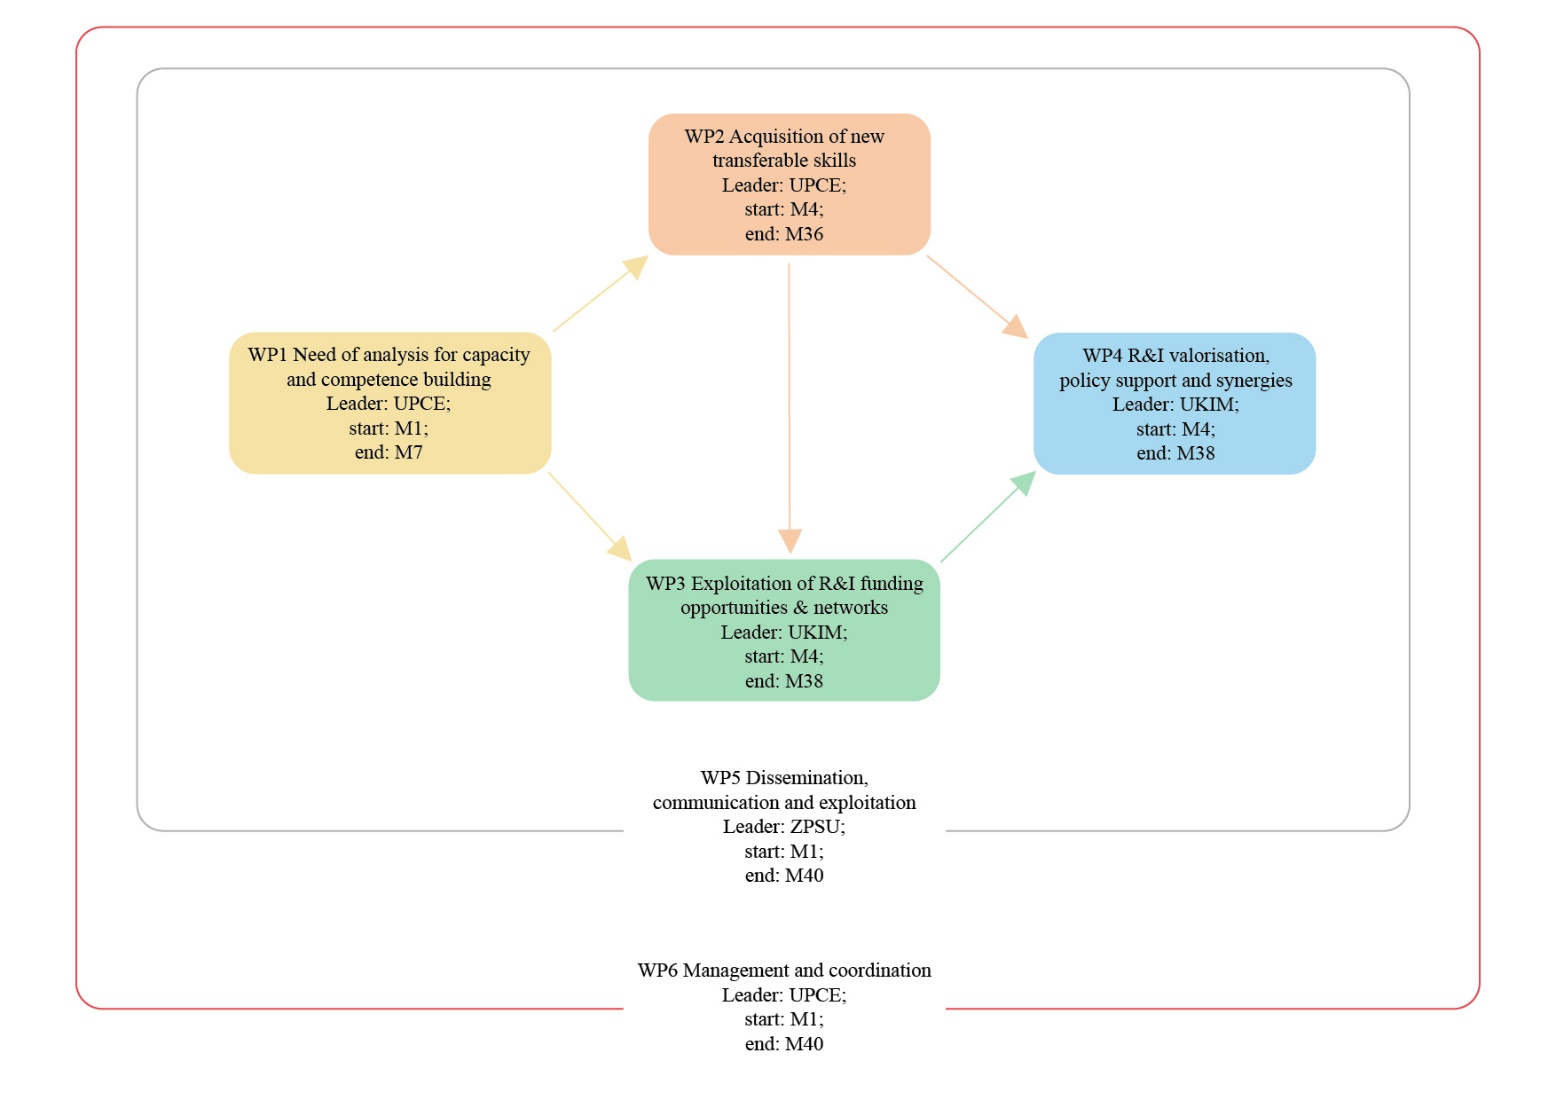 WP2 Acquisition of new
transferable skills
Leader: UPCE;
start: M4;
end: M36
WP1 Need of analysis for capacity
and competence building
Leader: UPCE;
start: M1;
end: M7
WP4 R&I valorisation,
policy support and synergies
Leader: UKIM;
start: M4;
end: M38
WP3 Exploitation of R&I funding
opportunities & networks
Leader: UKIM;
start: M4;
end: M38
WP5 Dissemination,
communication and exploitation
Leader: ZPSU;
start: M1;
end: M40
WP6 Management and coordination
Leader: UPCE;
start: M1;
end: M40